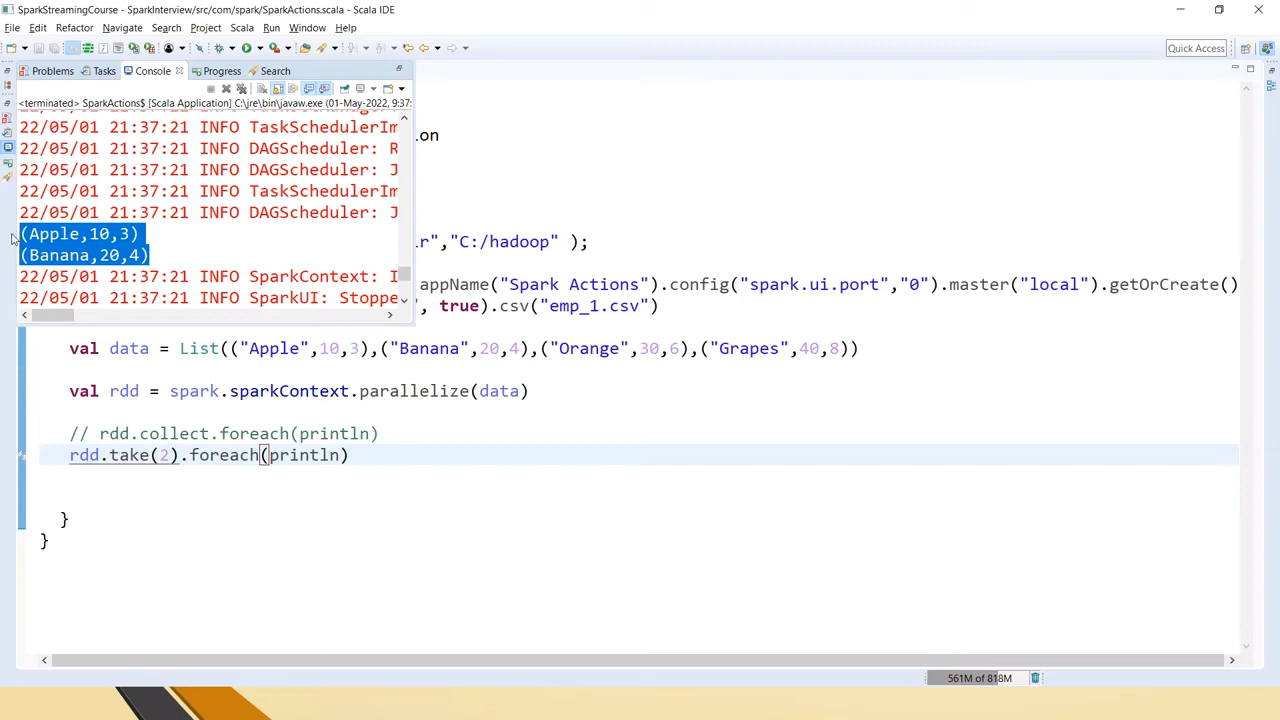 SparkStreamingCourse - SparkInterview/src/com/spark/SparkActions.scala - Scala IDE
File Edit Refactor Navigate Search Project Scala Run Window Help
Quick Access
Problems Tasks Console Progress Search
<terminated> SparkActions$ [Scala Application] C:\jre\bin\javaw.exe (01-May-2022, 9:37:
22/05/01 21:37:21 INFO TaskSchedulerIm
22/05/01 21:37:21 INFO DAGScheduler: R
22/05/01 21:37:21 INFO DAGScheduler: J
22/05/01 21:37:21 INFO TaskSchedulerIm
22/05/01 21:37:21 INFO DAGScheduler: J
(Apple,10,3)
(Banana,20,4)
22/05/01 21:37:21 INFO SparkContext: I
22/05/01 21:37:21 INFO SparkUI: Stoppe
ion
r","C:/hadoop" );
appName("Spark Actions").config("spark.ui.port","0").master("local").getOrCreate()
", true).csv("emp_1.csv")
val data = List(("Apple",10,3),("Banana",20,4),("Orange",30,6),("Grapes",40,8))
val rdd = spark.sparkContext.parallelize(data)
// rdd.collect.foreach(println)
rdd.take(2).foreach(println)
}
}
561M of 818M